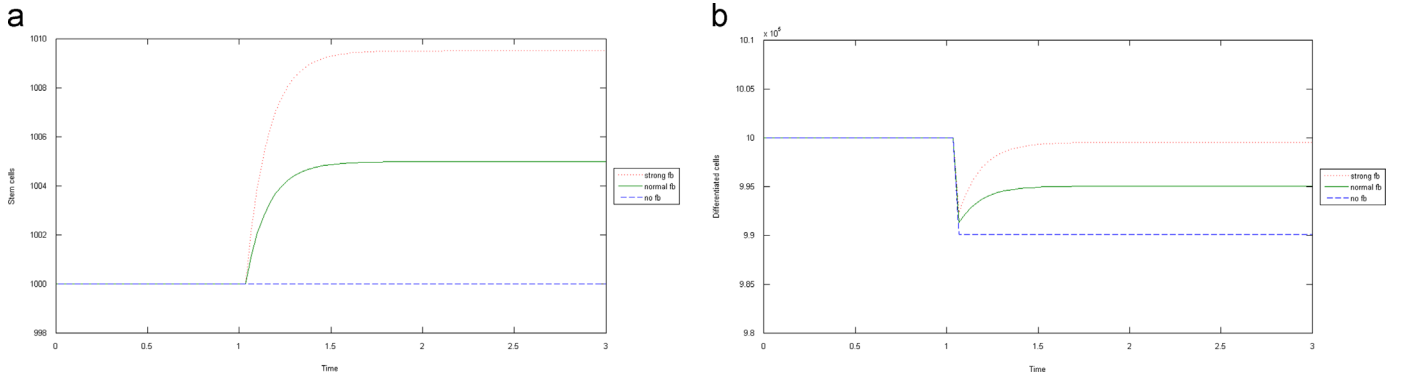 a
1010
1008
1006
1004
1002
1000
998
Stem cells
0
0.5
1
1.5
2
2.5
3
Time
strong fb
normal fb
no fb
b
x 10⁵
10.1
10.05
10
9.95
9.9
9.85
9.8
Differentiated cells
0
0.5
1
1.5
2
2.5
3
Time
strong fb
normal fb
no fb